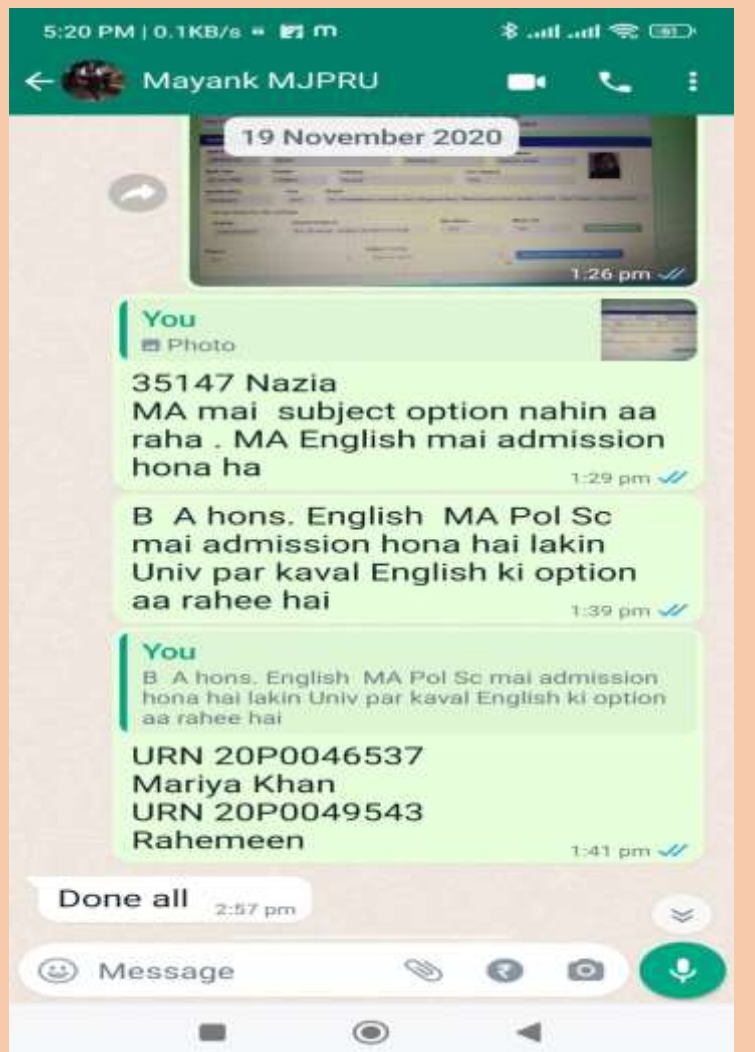 5:20 PM | 0.1KB/s
61
Mayank MJPRU
19 November 2020
1:26 pm
You
Photo
35147 Nazia
MA mai subject option nahin aa
raha . MA English mai admission
hona ha
1:29 pm
B A hons. English MA Pol Sc
mai admission hona hai lakin
Univ par kaval English ki option
aa rahee hai
1:39 pm
You
B A hons. English MA Pol Sc mai admission
hona hai lakin Univ par kaval English ki option
aa rahee hai
URN 20P0046537
Mariya Khan
URN 20P0049543
Rahemeen
1:41 pm
Done all
2:57 pm
Message